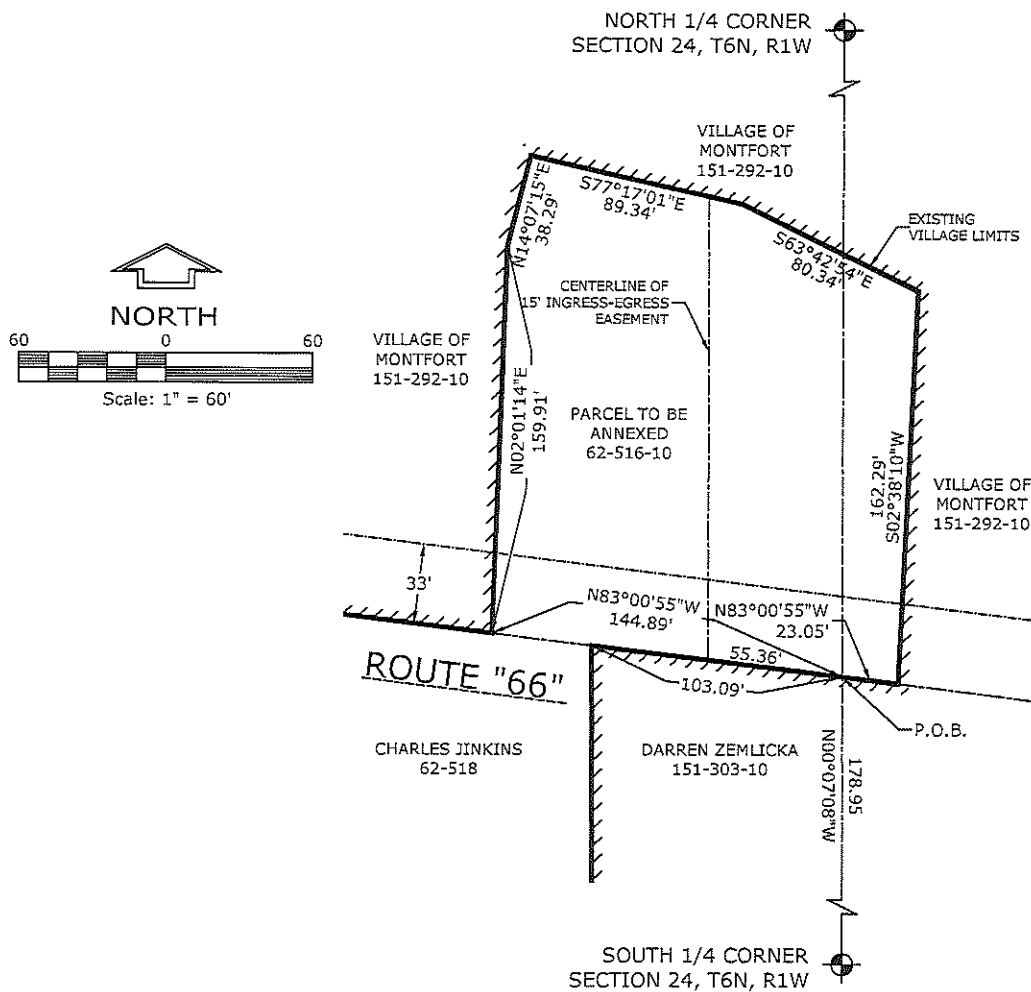 NORTH 1/4 CORNER
SECTION 24, T6N, R1W
VILLAGE OF
MONTFORT
151-292-10
S77°17'01"E
89.34'
N14°07'15"E
38.29'
S63°42'54"E
80.34'
EXISTING
VILLAGE LIMITS
NORTH
60 0 60
Scale: 1" = 60'
VILLAGE OF
MONTFORT
151-292-10
CENTERLINE OF
15' INGRESS-EGRESS
EASEMENT
N02°01'14"E
159.91'
PARCEL TO BE
ANNEXED
62-516-10
162.29'
S02°38'10"W
VILLAGE OF
MONTFORT
151-292-10
33'
N83°00'55"W
144.89'
N83°00'55"W
23.05'
55.36'
103.09'
ROUTE "66"
P.O.B.
CHARLES JINKINS
62-518
DARREN ZEMLICKA
151-303-10
178.95
N00°07'08"W
SOUTH 1/4 CORNER
SECTION 24, T6N, R1W